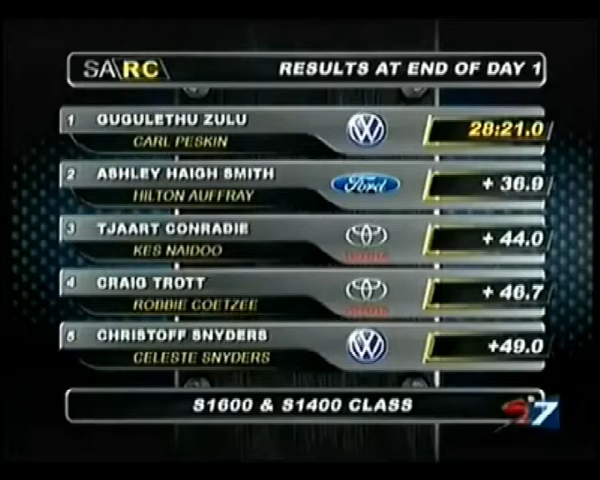 SA\RC\ RESULTS AT END OF DAY 1
1 GUGULETHU ZULU 28:21.0
CARL PESKIN
2 ASHLEY HAIGH SMITH Ford + 36.9
HILTON AUFFRAY
3 TJAART CONRADIE + 44.0
KES NAIDOO TOYOTA
4 CRAIG TROTT + 46.7
ROBBIE COETZEE TOYOTA
5 CHRISTOFF SNYDERS +49.0
CELESTE SNYDERS
S1600 & S1400 CLASS
S 7